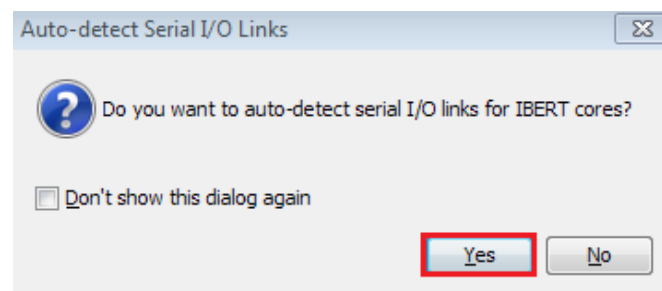 Auto-detect Serial I/O Links
Do you want to auto-detect serial I/O links for IBERT cores?
Don't show this dialog again
Yes No